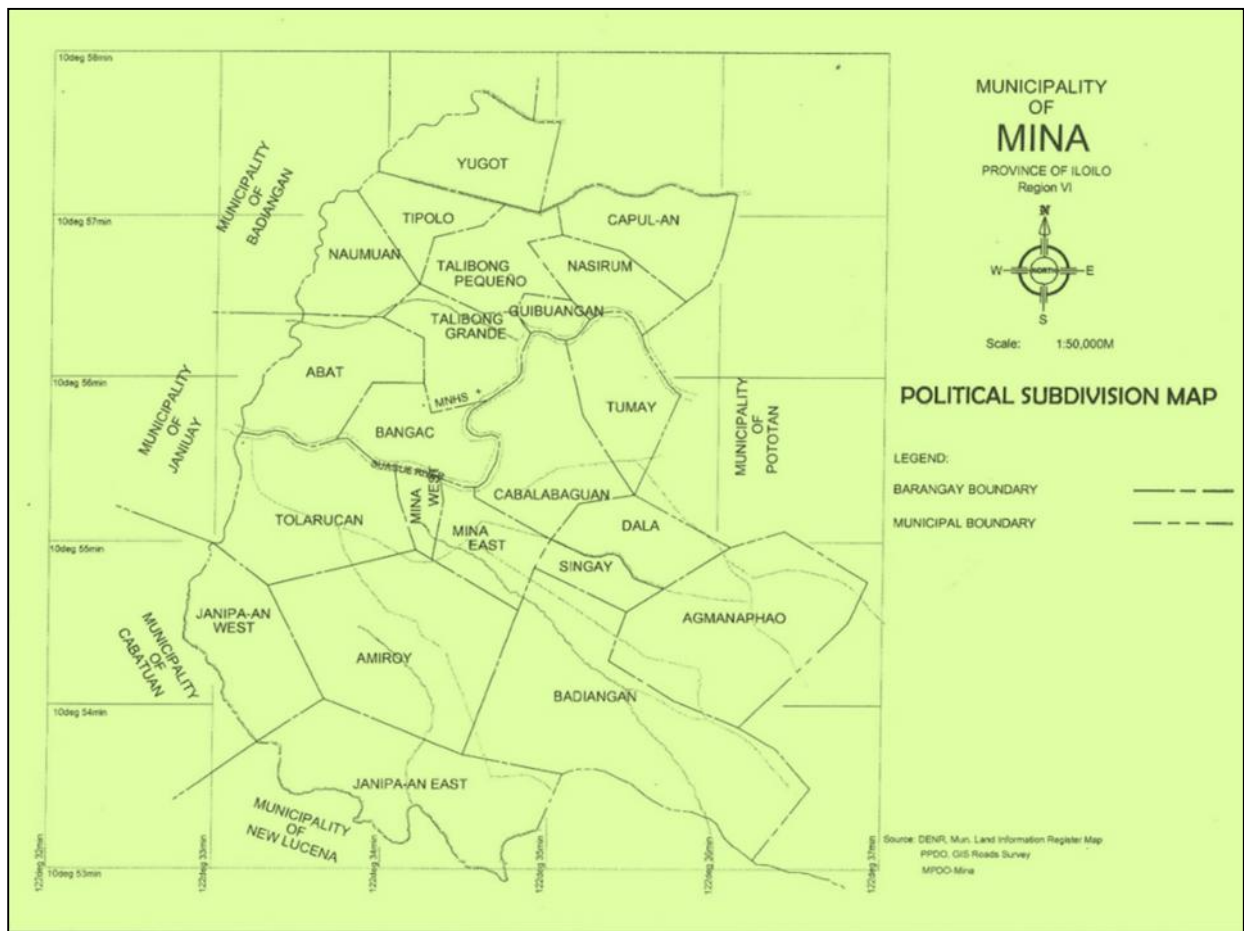 10deg 58min
MUNICIPALITY
OF
MINA
PROVINCE OF ILOILO
Region VI
N
W
NORTH
E
S
Scale: 1:50,000M
POLITICAL SUBDIVISION MAP
LEGEND:
BARANGAY BOUNDARY
MUNICIPAL BOUNDARY
MUNICIPALITY
OF
BADIANGAN
YUGOT
10deg 57min
TIPOLO
CAPUL-AN
NAUMUAN
TALIBONG
PEQUEÑO
NASIRUM
GUIBUANGAN
TALIBONG
GRANDE
10deg 56min
ABAT
MNHS
TUMAY
MUNICIPALITY
OF
JANIUAY
MUNICIPALITY
OF
POTOTAN
BANGAC
RIVER
MINA
WEST
CABALABAGUAN
TOLARUCAN
MINA
EAST
DALA
10deg 55min
SINGAY
JANIPA-AN
WEST
AGMANAPHAO
MUNICIPALITY
OF
CABATUAN
AMIROY
BADIANGAN
10deg 54min
JANIPA-AN EAST
MUNICIPALITY
OF
NEW LUCENA
10deg 53min
122deg 32min
122deg 33min
122deg 34min
122deg 35min
122deg 26min
122deg 37min
Source: DENR, Mun. Land Information Register Map
PPDO, GIS Roads Survey
MPDO-Mina